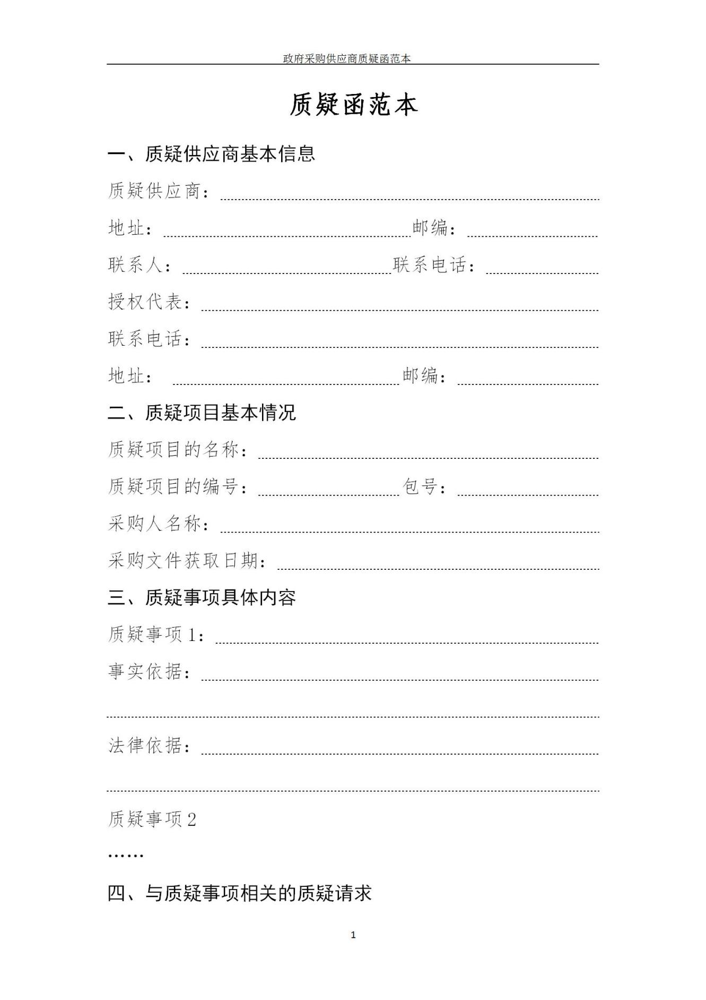 政府采购供应商质疑函范本
质疑函范本
一、质疑供应商基本信息
质疑供应商：
地址： 邮编：
联系人： 联系电话：
授权代表：
联系电话：
地址： 邮编：
二、质疑项目基本情况
质疑项目的名称：
质疑项目的编号： 包号：
采购人名称：
采购文件获取日期：
三、质疑事项具体内容
质疑事项 1：
事实依据：
法律依据：
质疑事项 2
……
四、与质疑事项相关的质疑请求
1